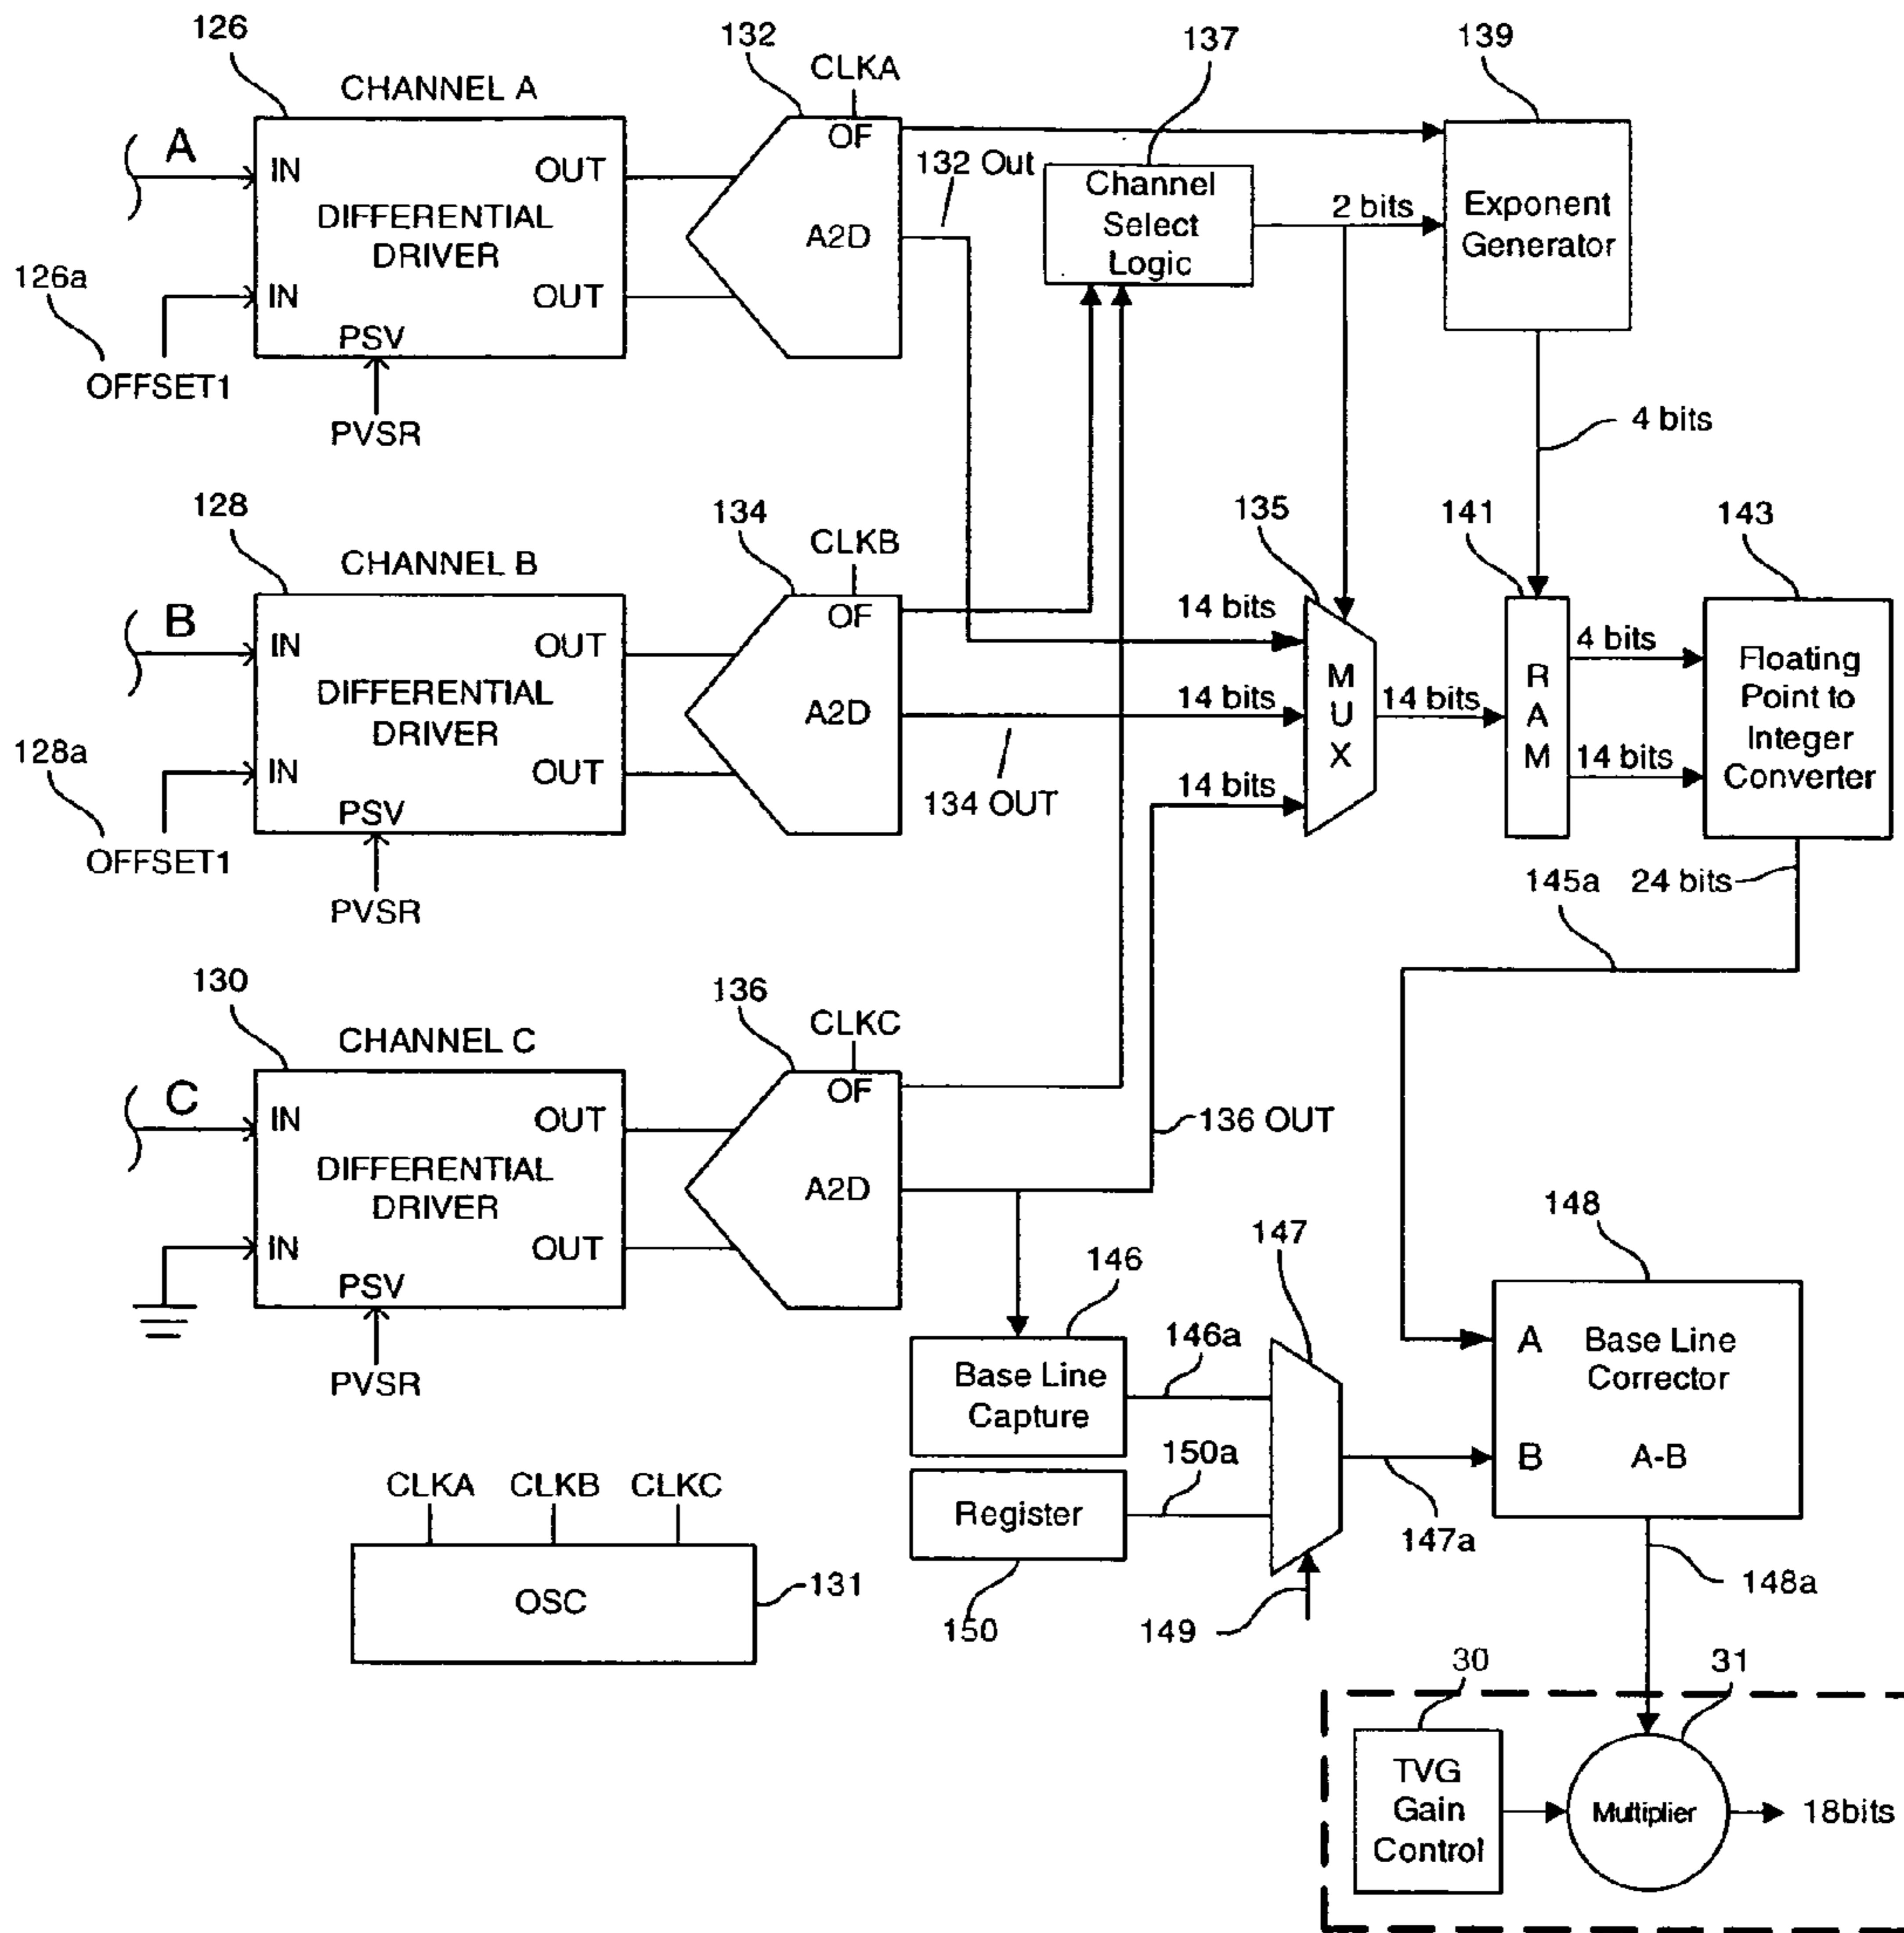 126
132
137
139
CLKA
CHANNEL A
A
IN
OUT
DIFFERENTIAL
DRIVER
IN
OUT
PSV
126a
OFFSET1
PVSR
OF
A2D
132 Out
Channel
Select
Logic
2 bits
Exponent
Generator
4 bits
128
134
135
141
143
CLKB
CHANNEL B
B
IN
OUT
DIFFERENTIAL
DRIVER
IN
OUT
PSV
128a
OFFSET1
PVSR
OF
A2D
134 OUT
14 bits
14 bits
14 bits
M
U
X
14 bits
R
A
M
4 bits
14 bits
Floating
Point to
Integer
Converter
145a
24 bits
130
136
CLKC
CHANNEL C
C
IN
OUT
DIFFERENTIAL
DRIVER
IN
OUT
PSV
PVSR
OF
A2D
136 OUT
146
147
148
Base Line
Capture
146a
Register
150a
150
149
147a
A
Base Line
Corrector
B
A-B
148a
CLKA
CLKB
CLKC
OSC
131
30
31
TVG
Gain
Control
Multiplier
18bits